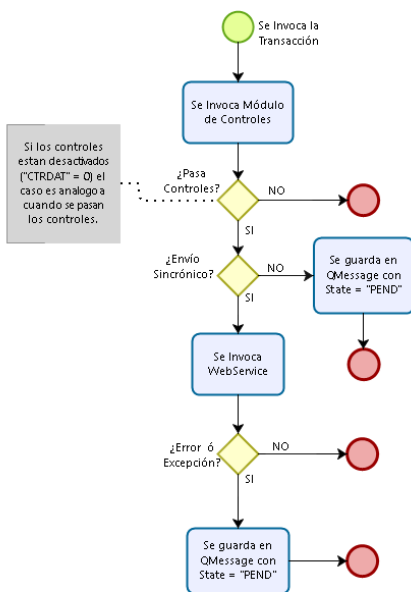 Se Invoca la
Transacción
Se Invoca Módulo
de Controles
Si los controles
estan desactivados
("CTRDAT" = 0) el
caso es analogo a
cuando se pasan
los controles.
¿Pasa
Controles?
NO
SI
¿Envío
Sincrónico?
NO
SI
Se guarda en
QMessage con
State = "PEND"
Se Invoca
WebService
¿Error ó
Excepción?
NO
SI
Se guarda en
QMessage con
State = "PEND"